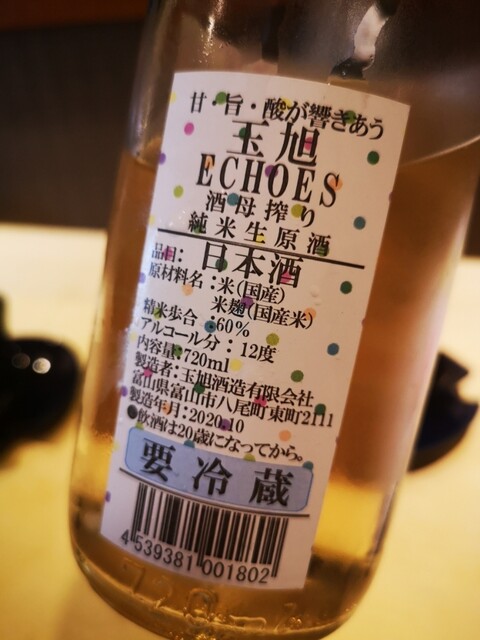 甘・旨・酸が響きあう
玉旭
ECHOES
酒母搾り
純米生原酒
品目：日本酒
原材料名：米（国産）
米麹（国産米）
精米歩合：60%
アルコール分：12度
内容量：720ml
製造者：玉旭酒造有限会社
富山県富山市八尾町東町2111
製造年月：2020.10
●飲酒は20歳になってから。
要冷蔵
4 539381 001802
720